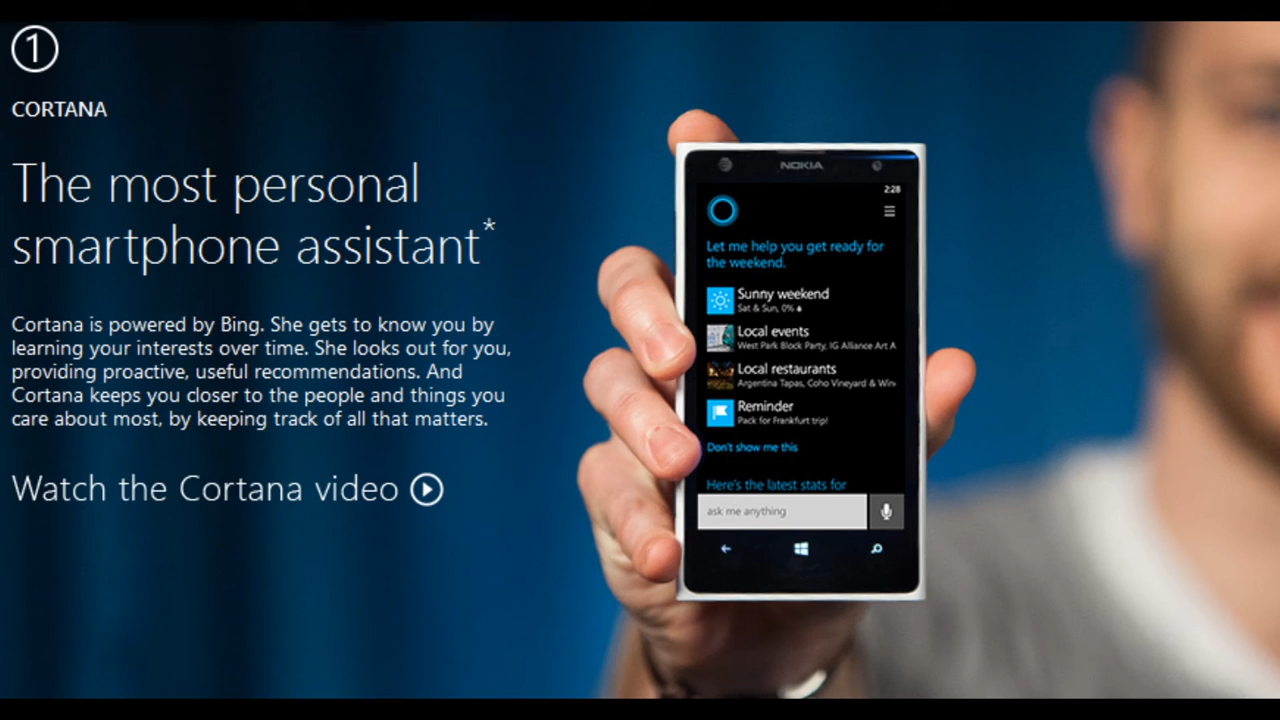 1
CORTANA
The most personal
smartphone assistant*
Cortana is powered by Bing. She gets to know you by
learning your interests over time. She looks out for you,
providing proactive, useful recommendations. And
Cortana keeps you closer to the people and things you
care about most, by keeping track of all that matters.
Watch the Cortana video
NOKIA
2:28
Let me help you get ready for
the weekend.
Sunny weekend
Sat & Sun, 0%
Local events
West Park Block Party, IG Alliance Art A
Local restaurants
Argentina Tapas, Coho Vineyard & Win
Reminder
Pack for Frankfurt trip!
Don't show me this
Here's the latest stats for
ask me anything